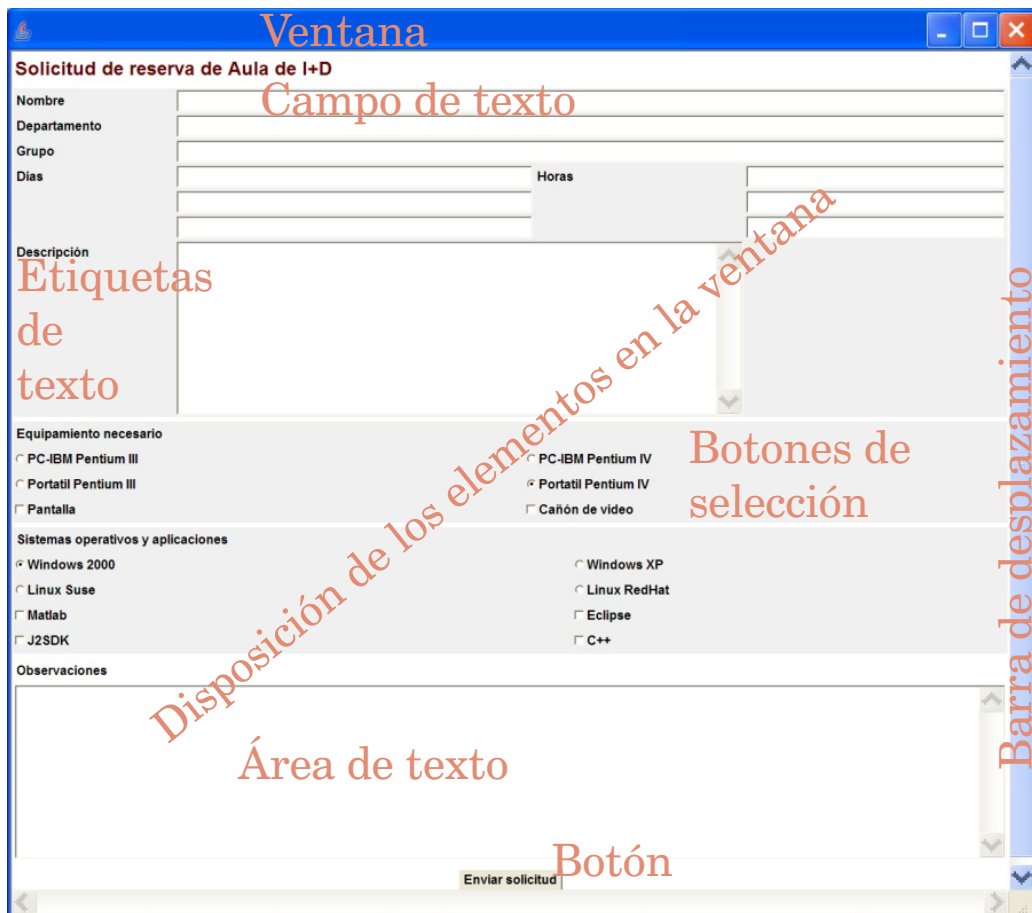 Ventana
Solicitud de reserva de Aula de I+D
Nombre
Campo de texto
Departamento
Grupo
Dias
Horas
Descripción
Etiquetas
de
texto
Disposición de los elementos en la ventana
Barra de desplazamiento
Equipamiento necesario
PC-IBM Pentium III
PC-IBM Pentium IV
Portatil Pentium III
Portatil Pentium IV
Pantalla
Cañón de video
Botones de
selección
Sistemas operativos y aplicaciones
Windows 2000
Windows XP
Linux Suse
Linux RedHat
Matlab
Eclipse
J2SDK
C++
Observaciones
Área de texto
Botón
Enviar solicitud